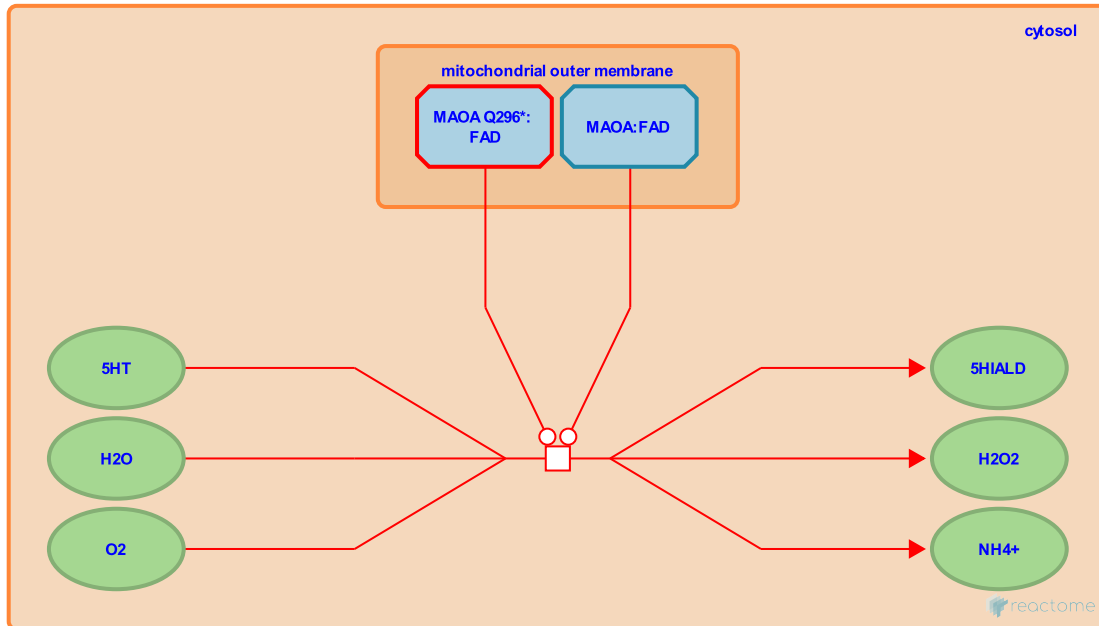 cytosol
mitochondrial outer membrane
MAOA Q296*:
FAD
MAOA:FAD
5HT
5HIALD
H2O
H2O2
O2
NH4+
reactome